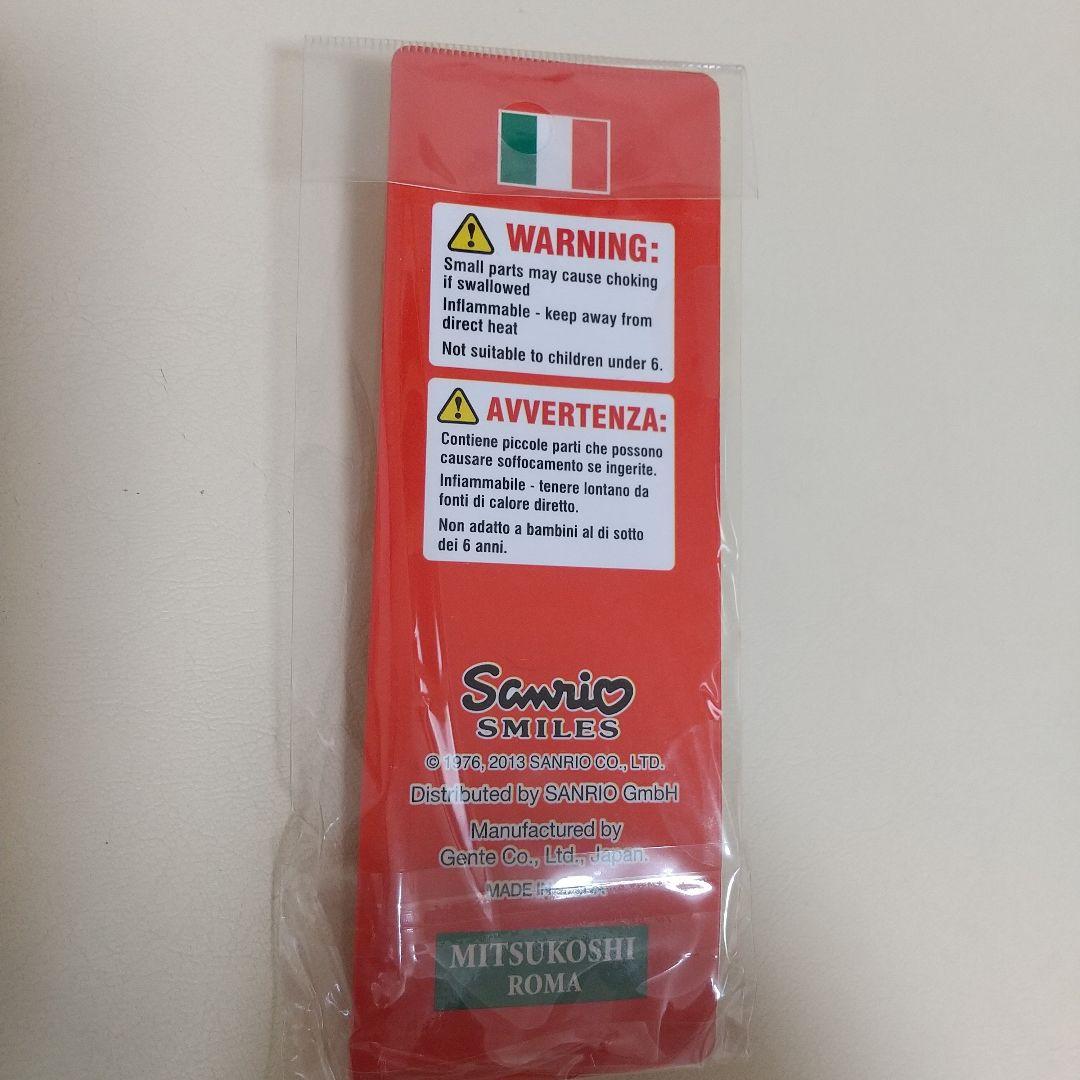 WARNING:
Small parts may cause choking
if swallowed
Inflammable - keep away from
direct heat
Not suitable to children under 6.
AVVERTENZA:
Contiene piccole parti che possono
causare soffocamento se ingerite.
Infiammabile - tenere lontano da
fonti di calore diretto.
Non adatto a bambini al di sotto
dei 6 anni.
Sanrio
SMILES
© 1976, 2013 SANRIO CO., LTD.
Distributed by SANRIO GmbH
Manufactured by
Gente Co., Ltd., Japan.
MADE IN
MITSUKOSHI
ROMA